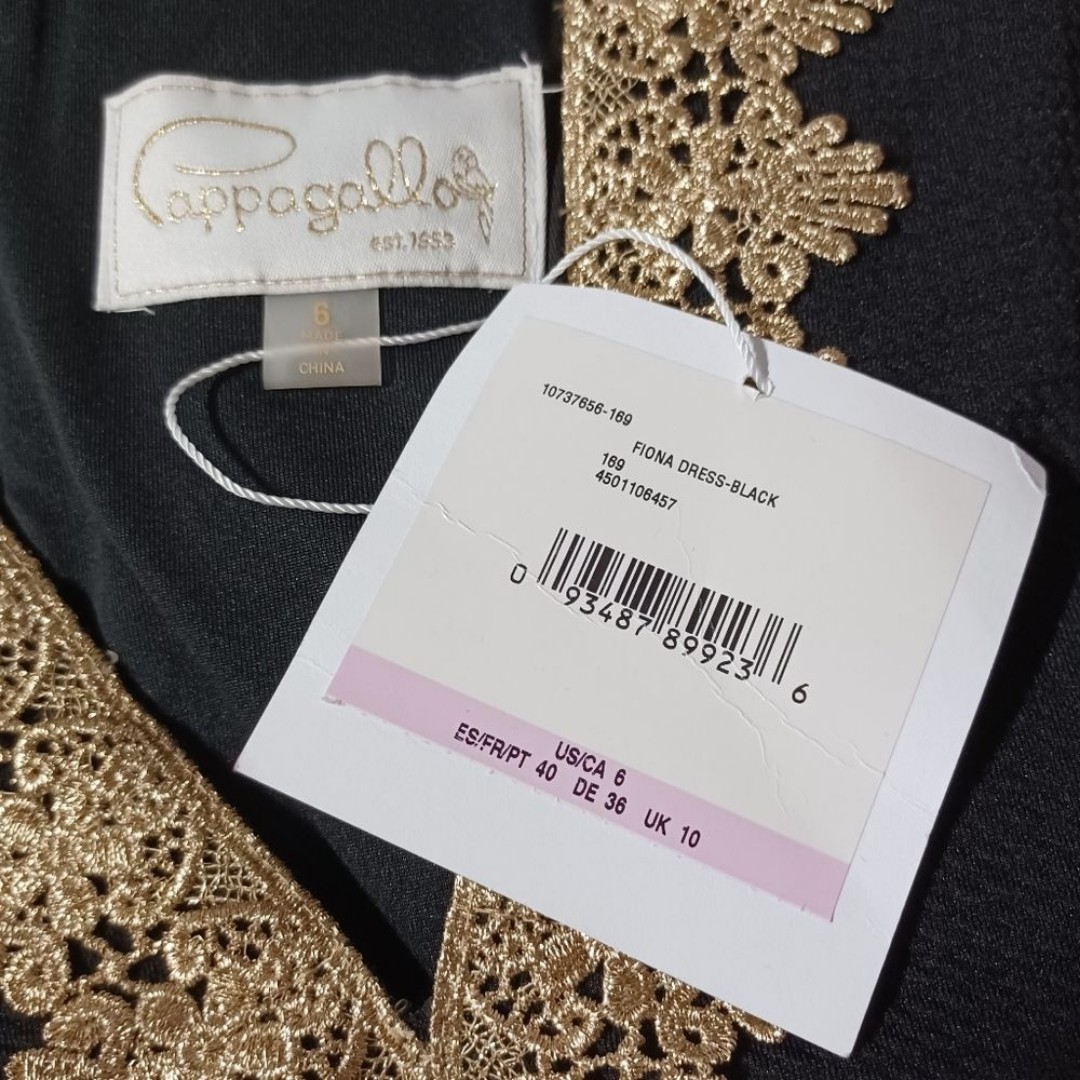 Pappagallo
est.1953
6
MADE
IN
CHINA
10737656-169
FIONA DRESS-BLACK
169
4501106457
0 93487 89923 6
US/CA 6
ES/FR/PT 40 DE 36 UK 10